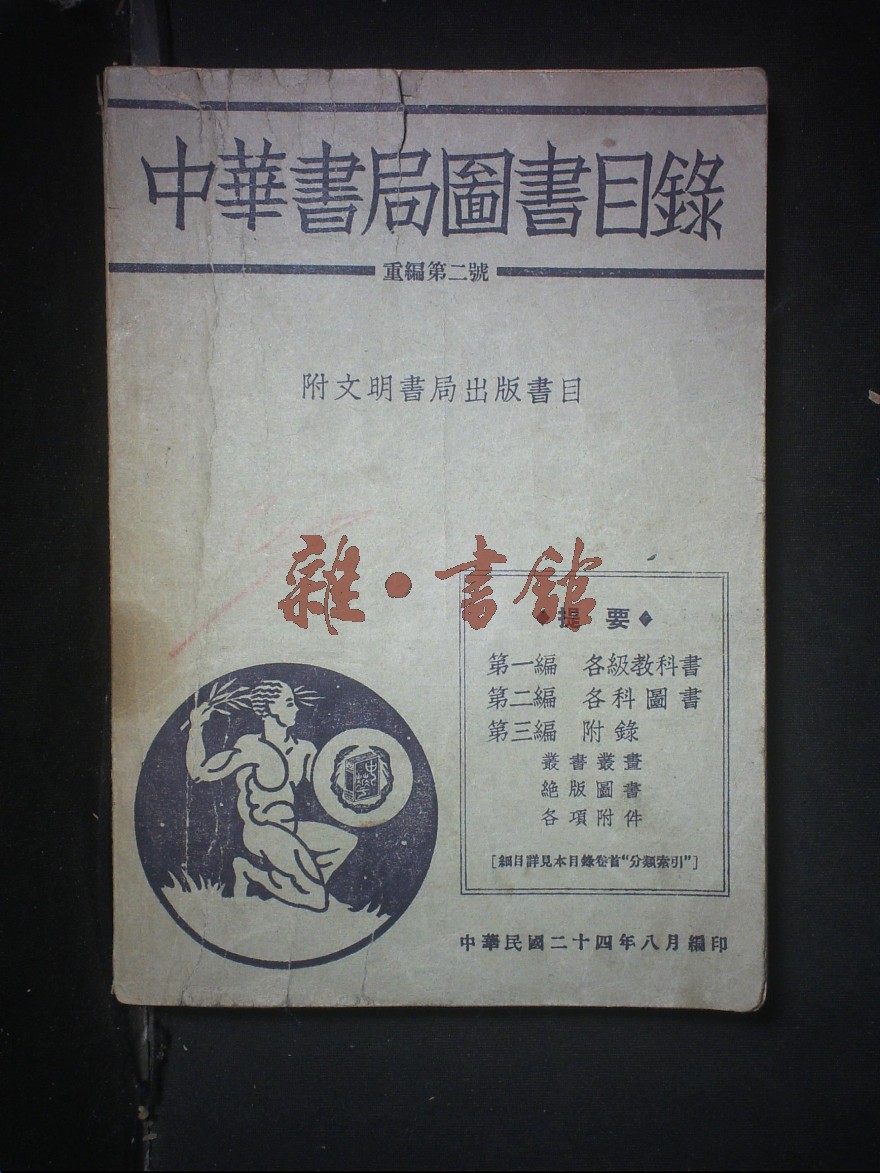 中華書局圖書目錄
重編第二號
附文明書局出版書目
雜·書館
提要
第一編 各級教科書
第二編 各科圖書
第三編 附錄
叢書叢畫
絕版圖書
各項附件
[細目詳見本目錄卷首“分類索引”]
中華民國二十四年八月編印